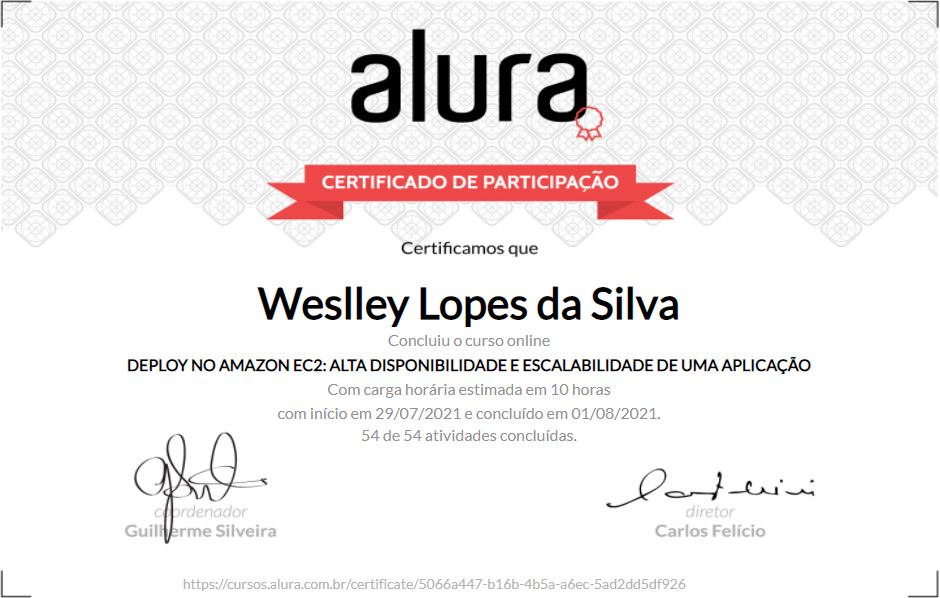 alura
CERTIFICADO DE PARTICIPAÇÃO
Certificamos que
Weslley Lopes da Silva
Concluiu o curso online
DEPLOY NO AMAZON EC2: ALTA DISPONIBILIDADE E ESCALABILIDADE DE UMA APLICAÇÃO
Com carga horária estimada em 10 horas
com início em 29/07/2021 e concluído em 01/08/2021.
54 de 54 atividades concluídas.
coordenador
Guilherme Silveira
diretor
Carlos Felício
https://cursos.alura.com.br/certificate/5066a447-b16b-4b5a-a6ec-5ad2dd5df926